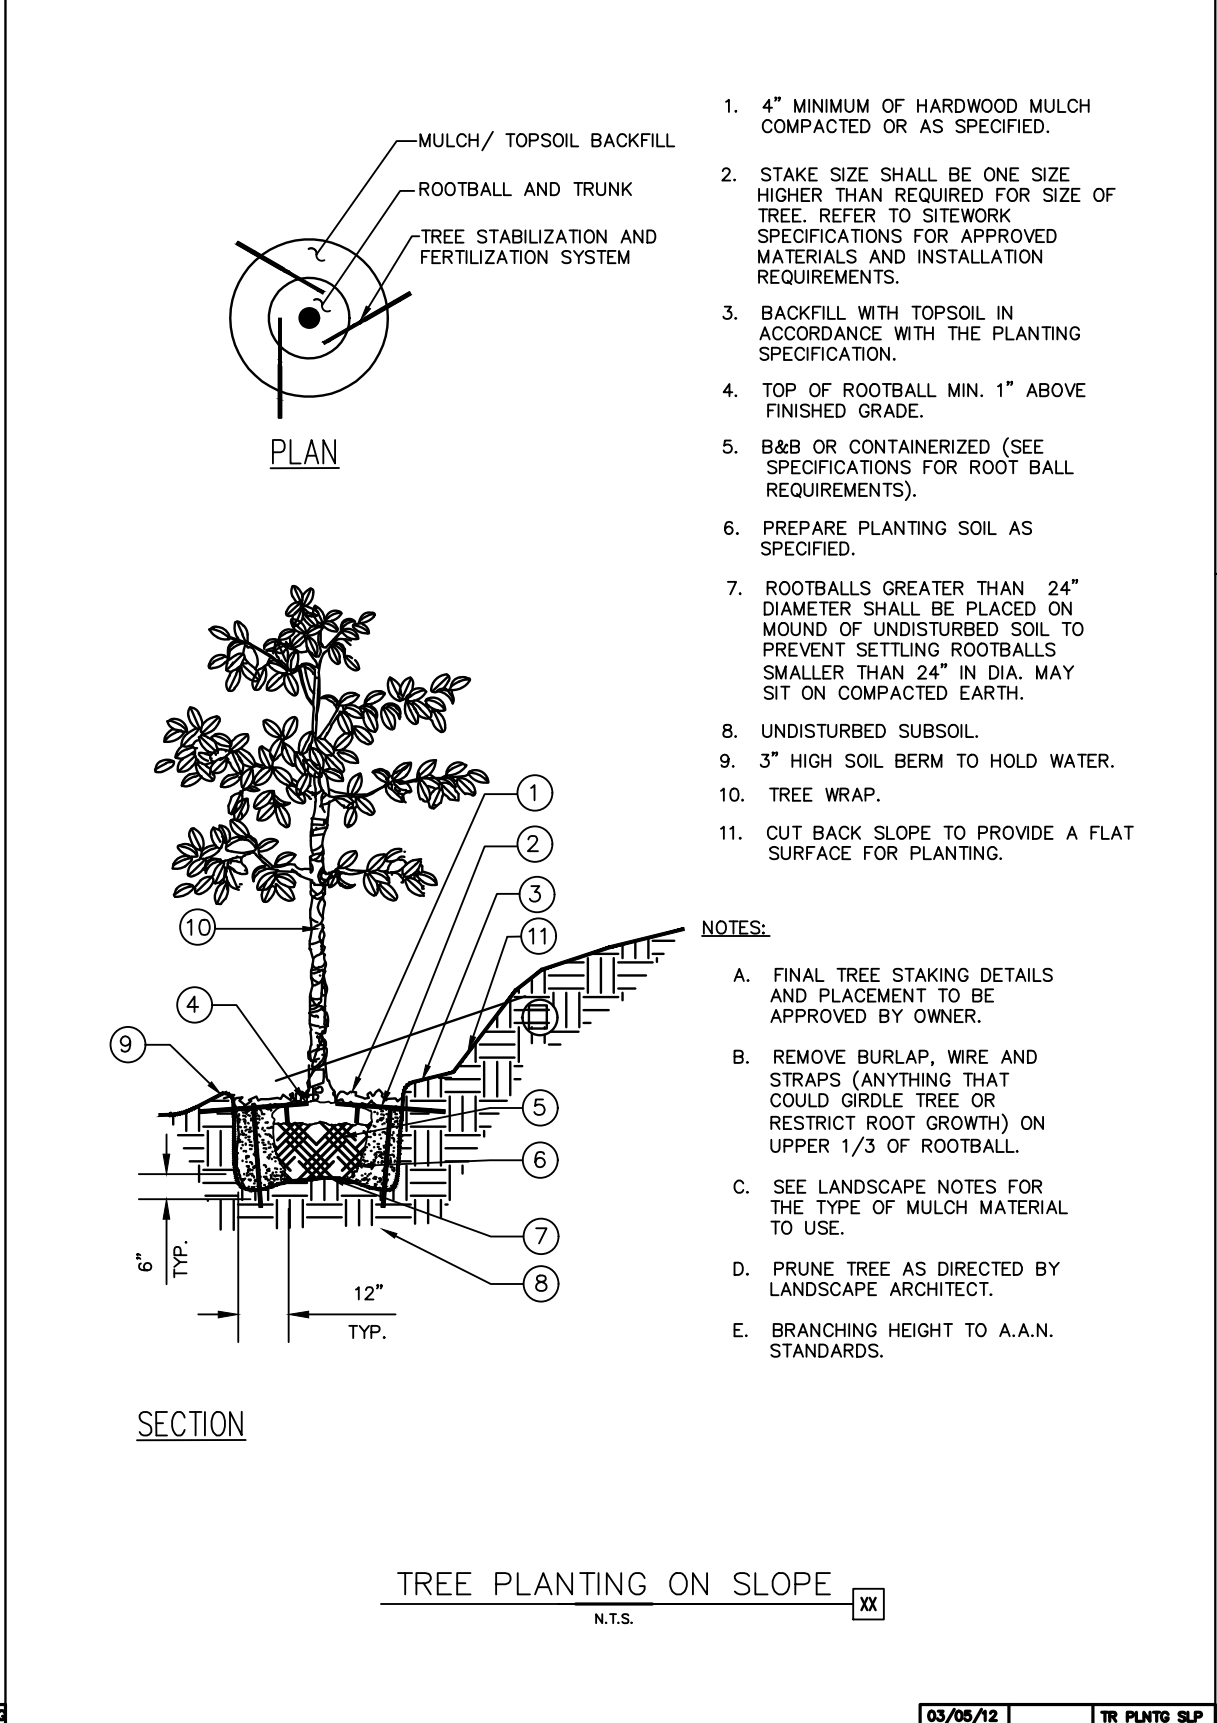 MULCH/ TOPSOIL BACKFILL
ROOTBALL AND TRUNK
TREE STABILIZATION AND
FERTILIZATION SYSTEM
PLAN
1. 4" MINIMUM OF HARDWOOD MULCH
COMPACTED OR AS SPECIFIED.
2. STAKE SIZE SHALL BE ONE SIZE
HIGHER THAN REQUIRED FOR SIZE OF
TREE. REFER TO SITEWORK
SPECIFICATIONS FOR APPROVED
MATERIALS AND INSTALLATION
REQUIREMENTS.
3. BACKFILL WITH TOPSOIL IN
ACCORDANCE WITH THE PLANTING
SPECIFICATION.
4. TOP OF ROOTBALL MIN. 1" ABOVE
FINISHED GRADE.
5. B&B OR CONTAINERIZED (SEE
SPECIFICATIONS FOR ROOT BALL
REQUIREMENTS).
6. PREPARE PLANTING SOIL AS
SPECIFIED.
7. ROOTBALLS GREATER THAN 24"
DIAMETER SHALL BE PLACED ON
MOUND OF UNDISTURBED SOIL TO
PREVENT SETTLING ROOTBALLS
SMALLER THAN 24" IN DIA. MAY
SIT ON COMPACTED EARTH.
8. UNDISTURBED SUBSOIL.
9. 3" HIGH SOIL BERM TO HOLD WATER.
10. TREE WRAP.
11. CUT BACK SLOPE TO PROVIDE A FLAT
SURFACE FOR PLANTING.
1
2
3
11
10
4
9
5
6
7
8
6"
TYP.
12"
TYP.
SECTION
NOTES:
A. FINAL TREE STAKING DETAILS
AND PLACEMENT TO BE
APPROVED BY OWNER.
B. REMOVE BURLAP, WIRE AND
STRAPS (ANYTHING THAT
COULD GIRDLE TREE OR
RESTRICT ROOT GROWTH) ON
UPPER 1/3 OF ROOTBALL.
C. SEE LANDSCAPE NOTES FOR
THE TYPE OF MULCH MATERIAL
TO USE.
D. PRUNE TREE AS DIRECTED BY
LANDSCAPE ARCHITECT.
E. BRANCHING HEIGHT TO A.A.N.
STANDARDS.
TREE PLANTING ON SLOPE
XX
N.T.S.
03/05/12
TR PLNTG SLP